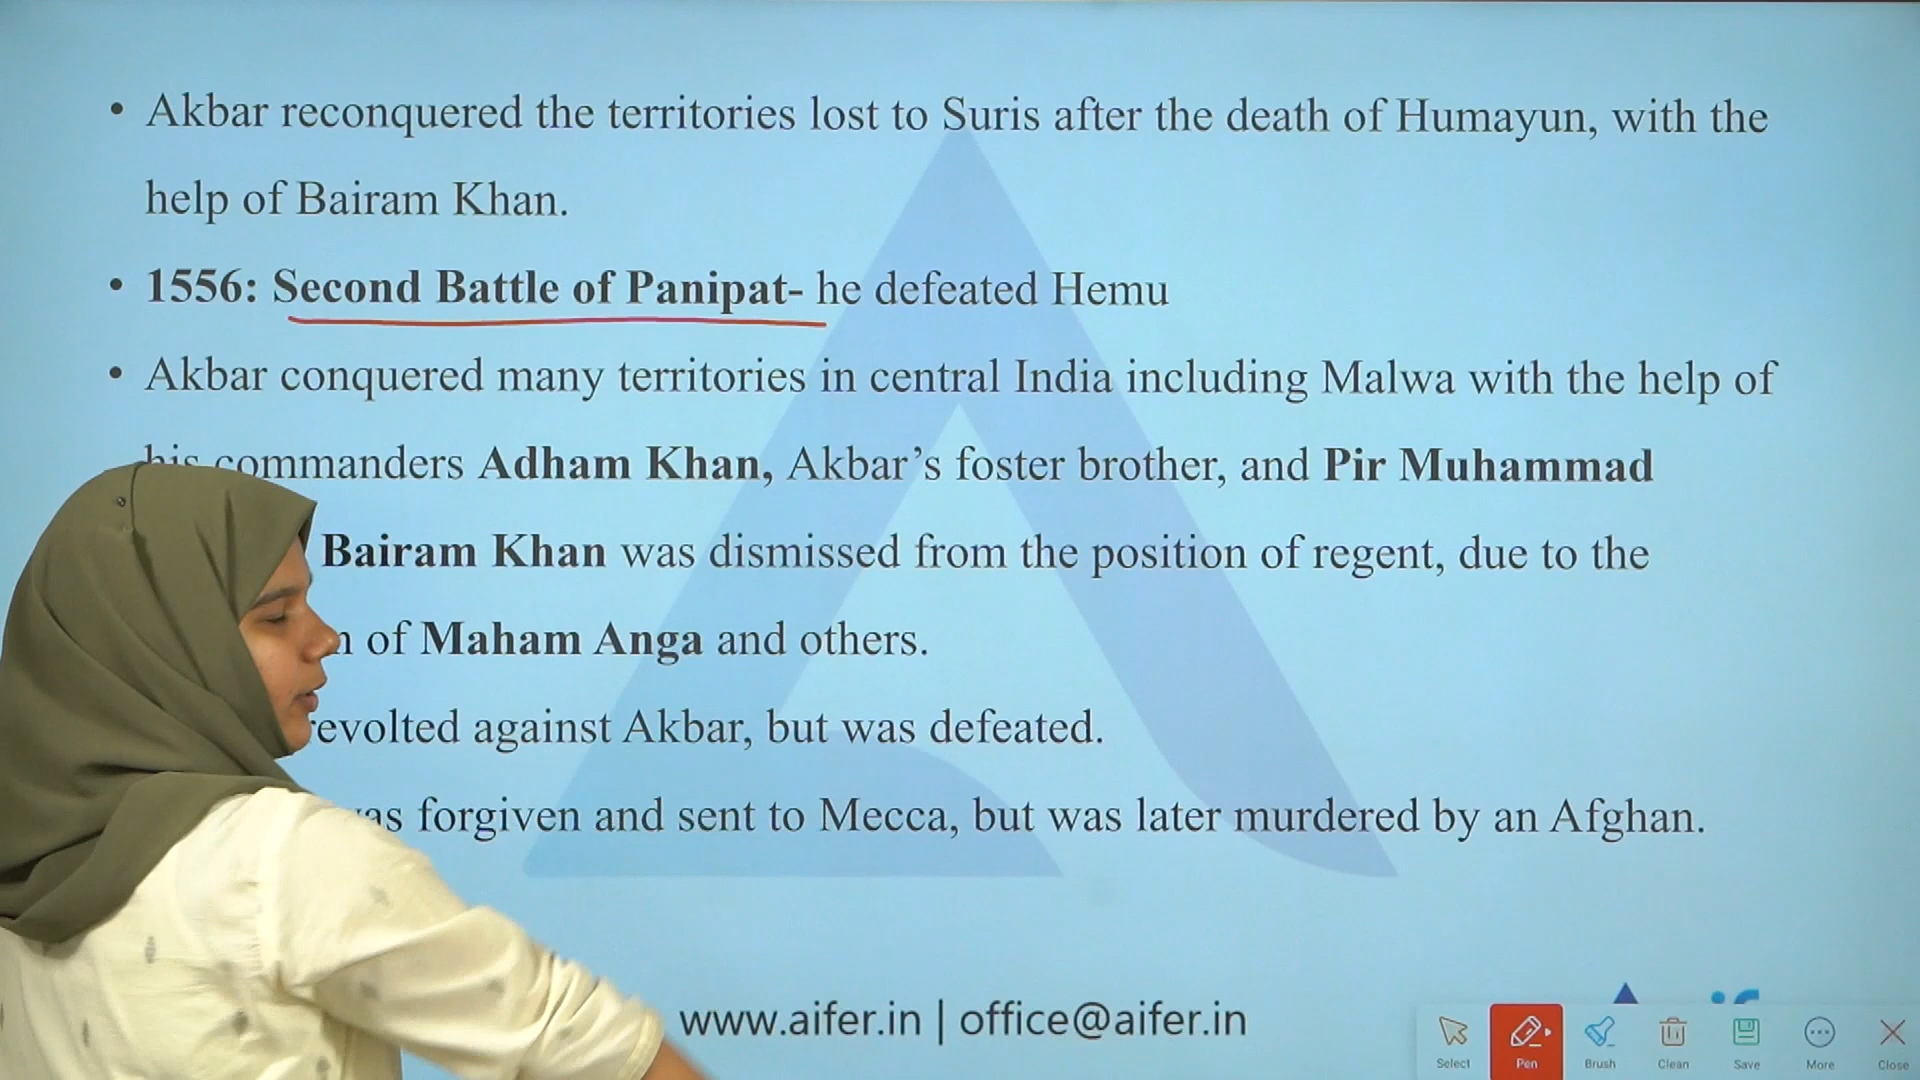 • Akbar reconquered the territories lost to Suris after the death of Humayun, with the
help of Bairam Khan.
• 1556: Second Battle of Panipat- he defeated Hemu
• Akbar conquered many territories in central India including Malwa with the help of
his commanders Adham Khan, Akbar’s foster brother, and Pir Muhammad
Bairam Khan was dismissed from the position of regent, due to the
of Maham Anga and others.
revolted against Akbar, but was defeated.
was forgiven and sent to Mecca, but was later murdered by an Afghan.
www.aifer.in | office@aifer.in
Select Pen Brush Clean Save More Close